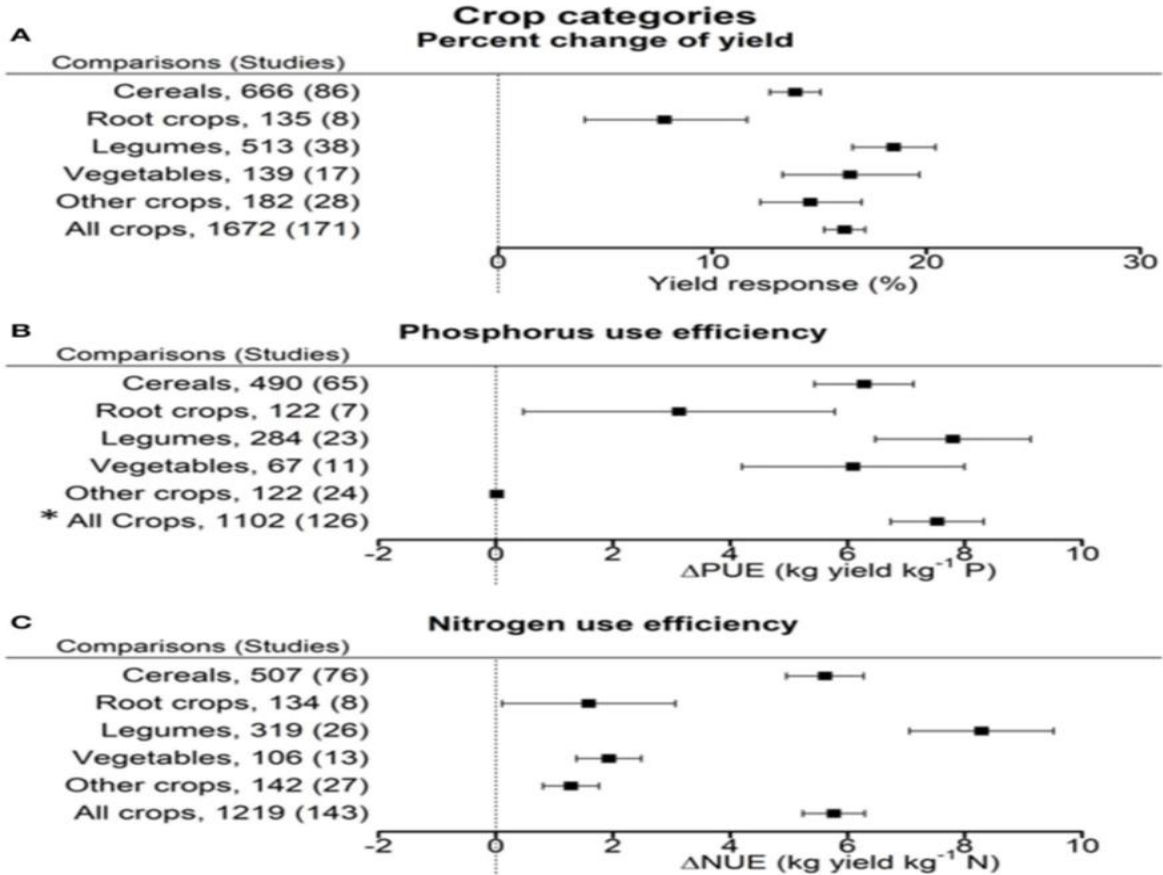 Crop categories
A
Percent change of yield
Comparisons (Studies)
Cereals, 666 (86)
Root crops, 135 (8)
Legumes, 513 (38)
Vegetables, 139 (17)
Other crops, 182 (28)
All crops, 1672 (171)
0 10 20 30
Yield response (%)
B
Phosphorus use efficiency
Comparisons (Studies)
Cereals, 490 (65)
Root crops, 122 (7)
Legumes, 284 (23)
Vegetables, 67 (11)
Other crops, 122 (24)
* All Crops, 1102 (126)
-2 0 2 4 6 8 10
ΔPUE (kg yield kg⁻¹ P)
C
Nitrogen use efficiency
Comparisons (Studies)
Cereals, 507 (76)
Root crops, 134 (8)
Legumes, 319 (26)
Vegetables, 106 (13)
Other crops, 142 (27)
All crops, 1219 (143)
-2 0 2 4 6 8 10
ΔNUE (kg yield kg⁻¹ N)